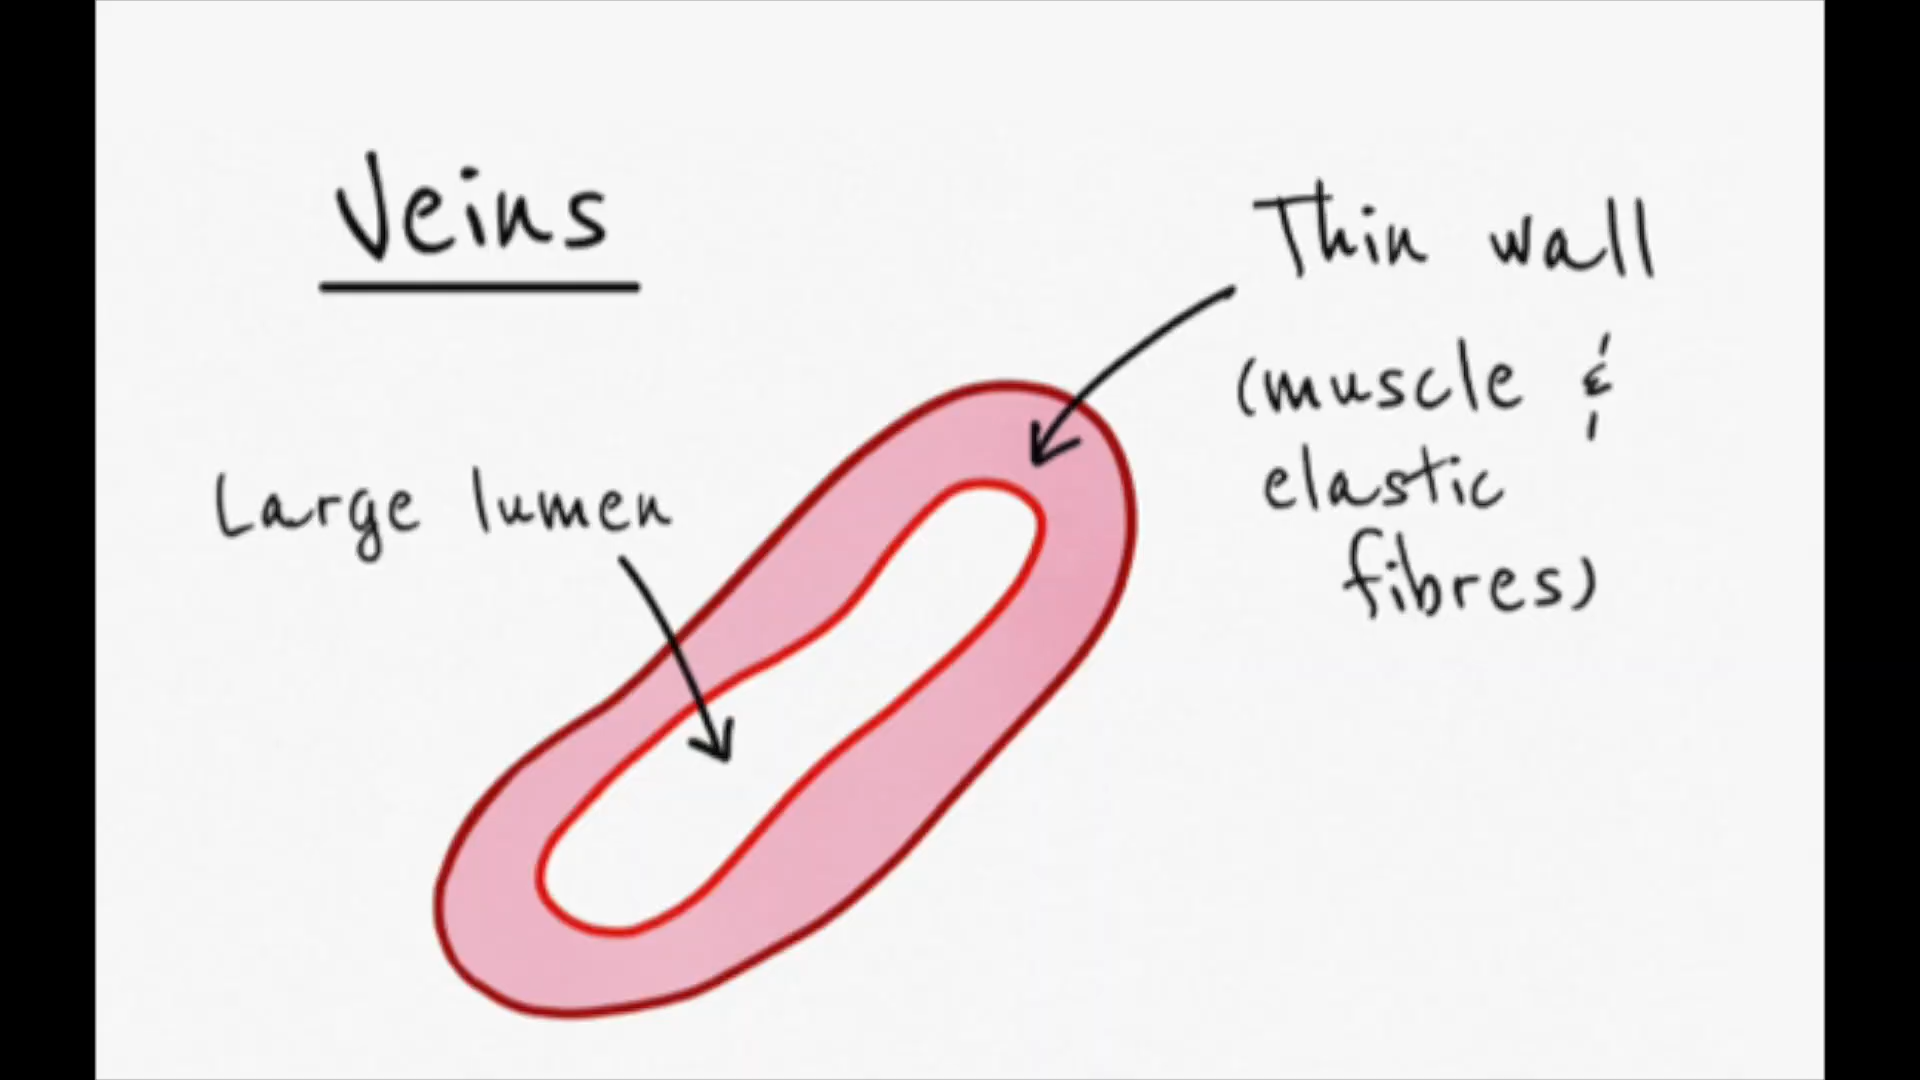 Veins
Thin wall
(muscle &
elastic
fibres)
Large lumen